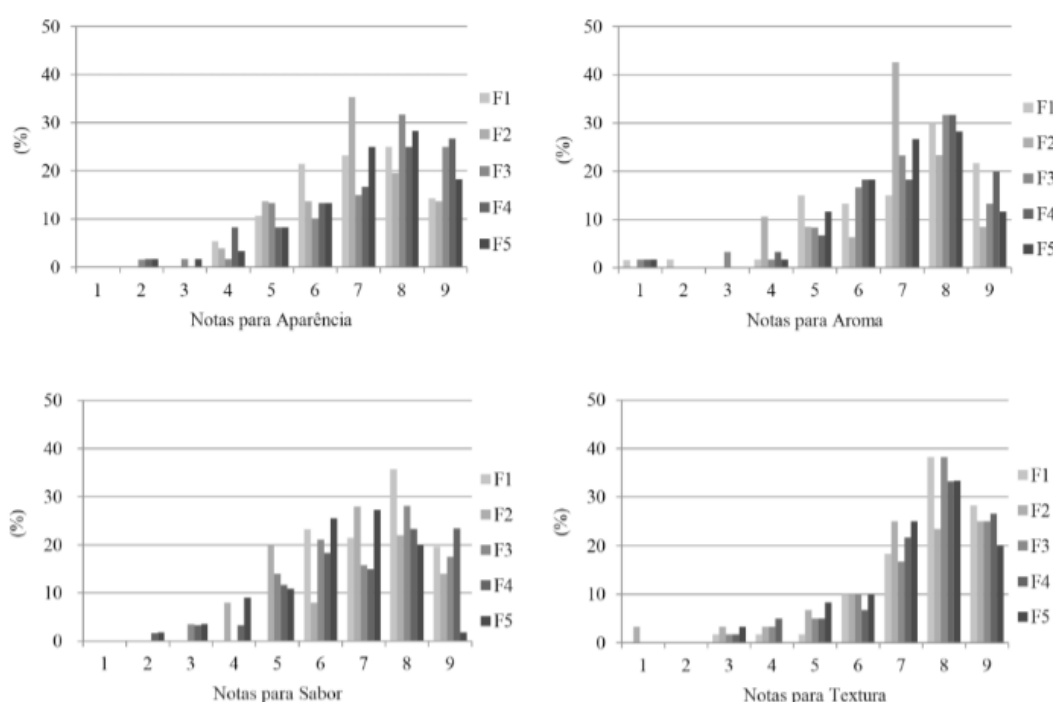 50
40
30
20
10
0
(%)
1 2 3 4 5 6 7 8 9
Notas para Aparência
F1
F2
F3
F4
F5
50
40
30
20
10
0
(%)
1 2 3 4 5 6 7 8 9
Notas para Aroma
F1
F2
F3
F4
F5
50
40
30
20
10
0
(%)
1 2 3 4 5 6 7 8 9
Notas para Sabor
F1
F2
F3
F4
F5
50
40
30
20
10
0
(%)
1 2 3 4 5 6 7 8 9
Notas para Textura
F1
F2
F3
F4
F5